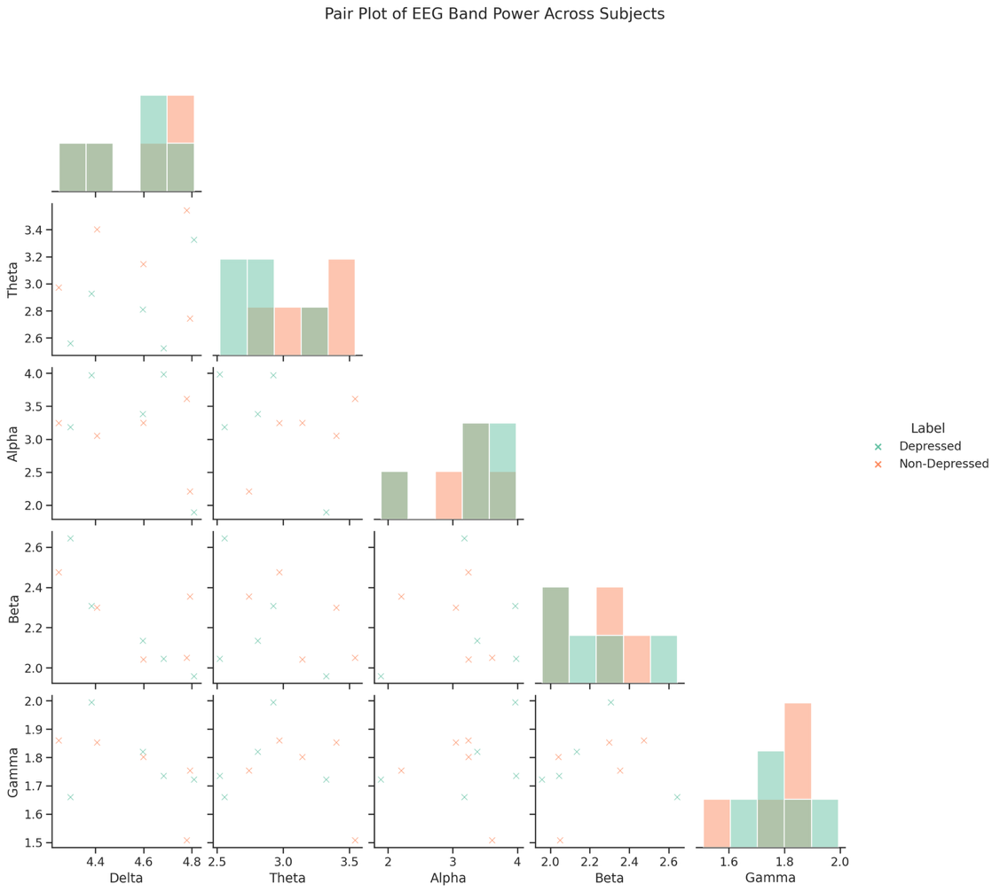 Pair Plot of EEG Band Power Across Subjects
Theta
3.4
3.2
3.0
2.8
2.6
Alpha
4.0
3.5
3.0
2.5
2.0
Label
Depressed
Non-Depressed
Beta
2.6
2.4
2.2
2.0
Gamma
2.0
1.9
1.8
1.7
1.6
1.5
4.4 4.6 4.8 2.5 3.0 3.5 2 3 4 2.0 2.2 2.4 2.6 1.6 1.8 2.0
Delta Theta Alpha Beta Gamma